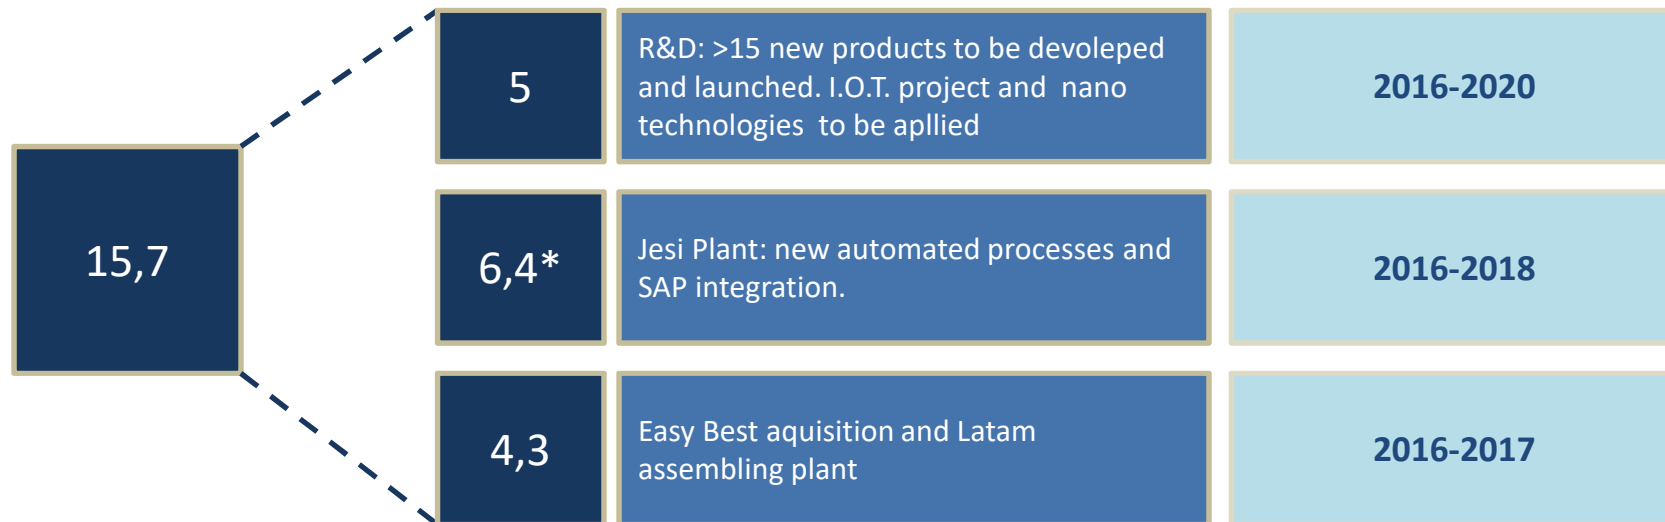 15,7
5
R&D: >15 new products to be devoleped
and launched. I.O.T. project and nano
technologies to be apllied
2016-2020
6,4*
Jesi Plant: new automated processes and
SAP integration.
2016-2018
4,3
Easy Best aquisition and Latam
assembling plant
2016-2017